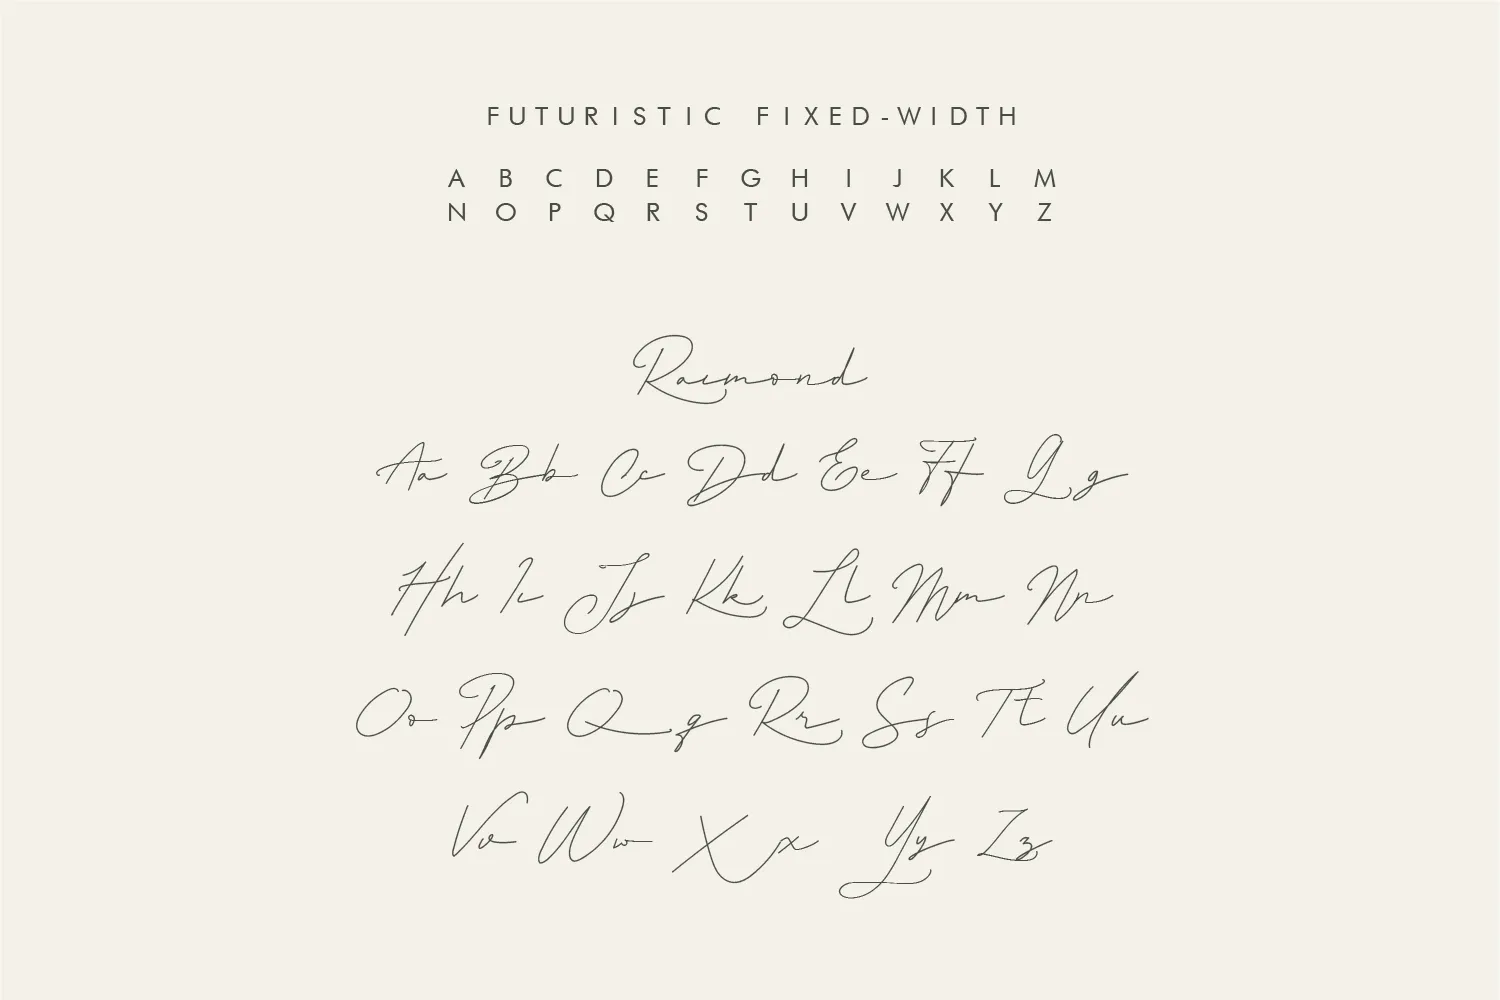 FUTURISTIC FIXED-WIDTH
A B C D E F G H I J K L M
N O P Q R S T U V W X Y Z
Raimond
Aa Bb Cc Dd Ee Ff Gg
Hh Ii Jj Kk Ll Mm Nn
Oo Pp Qq Rr Ss Tt Uu
Vv Ww Xx Yy Zz